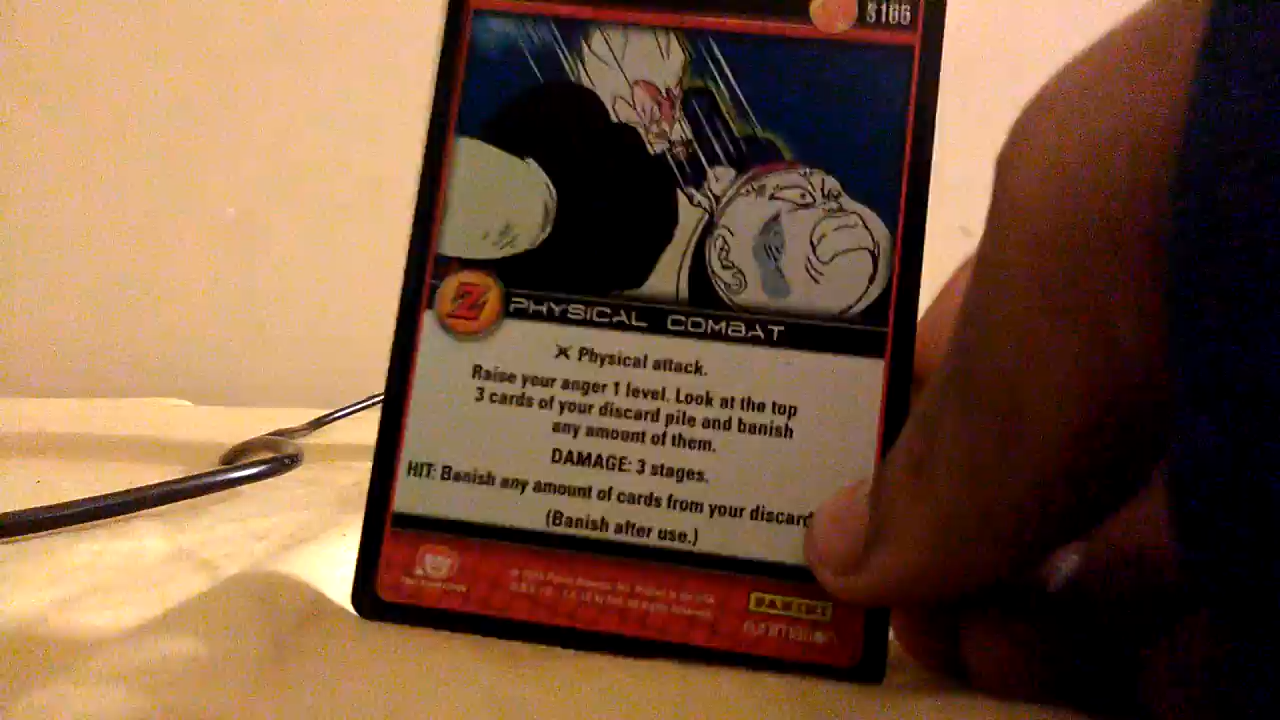 S166
Z PHYSICAL COMBAT
Physical attack.
Raise your anger 1 level. Look at the top
3 cards of your discard pile and banish
any amount of them.
DAMAGE: 3 stages.
HIT: Banish any amount of cards from your discard
(Banish after use.)
PANINI
FUNIMATION